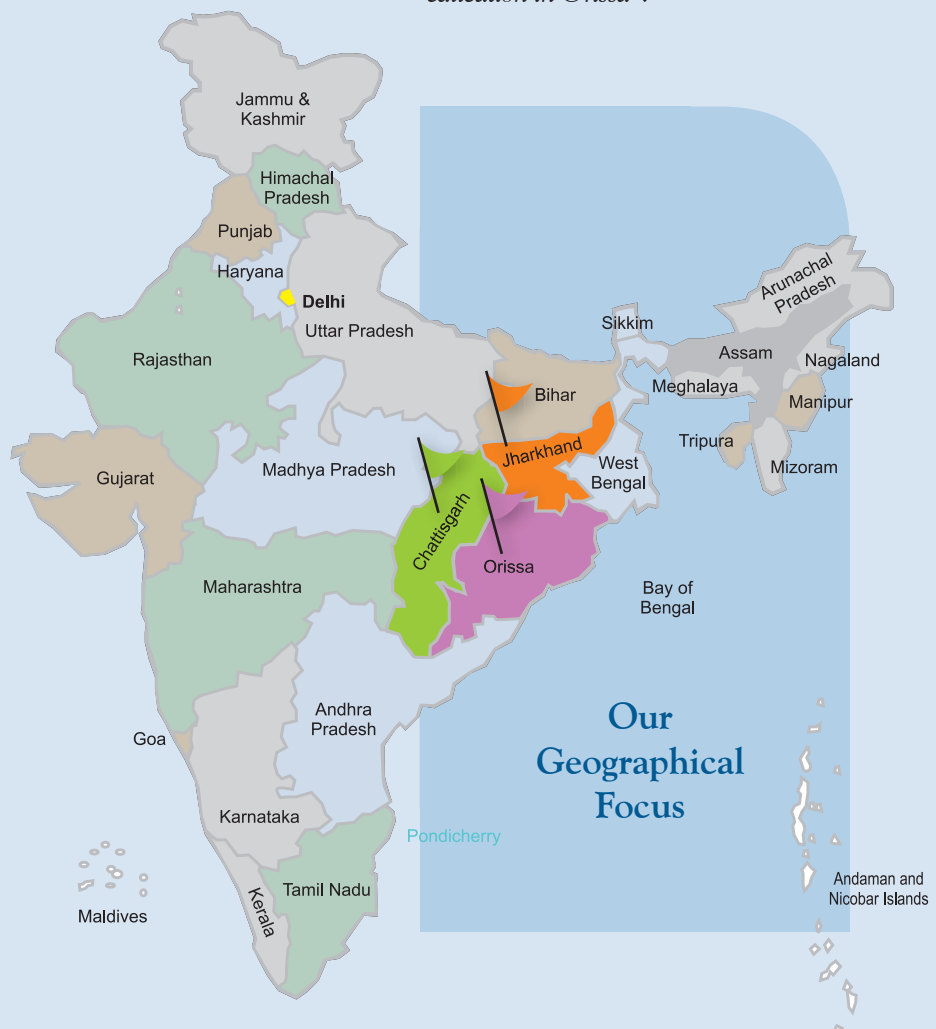 in Orissa".
Jammu &
Kashmir
Himachal
Pradesh
Punjab
Haryana
Delhi
Uttar Pradesh
Rajasthan
Sikkim
Arunachal
Pradesh
Assam
Nagaland
Meghalaya
Manipur
Bihar
Tripura
Jharkhand
West
Bengal
Mizoram
Gujarat
Madhya Pradesh
Chattisgarh
Orissa
Maharashtra
Bay of
Bengal
Andhra
Pradesh
Goa
Our
Geographical
Focus
Karnataka
Pondicherry
Tamil Nadu
Kerala
Maldives
Andaman and
Nicobar Islands